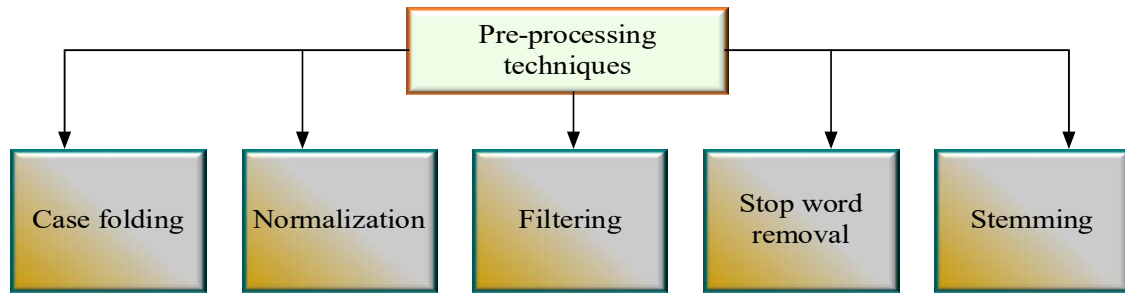 Pre-processing
techniques
Case folding
Normalization
Filtering
Stop word
removal
Stemming